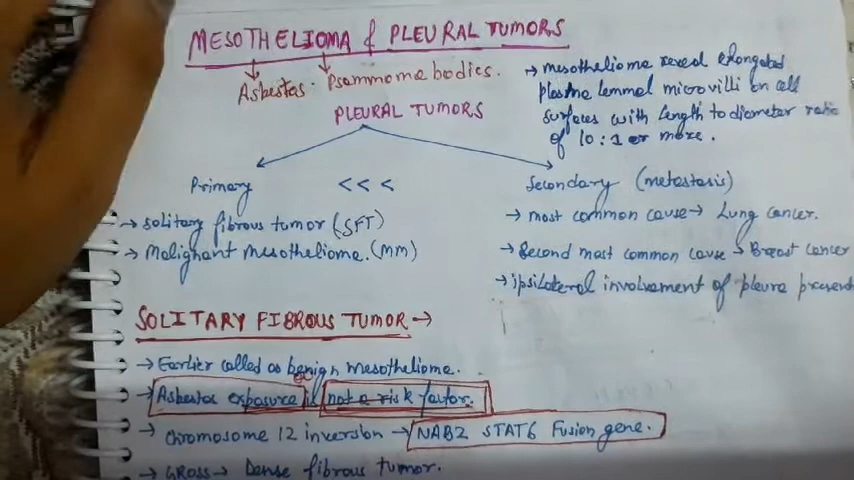 MESOTHELIOMA & PLEURAL TUMORS
Asbestos. Psammoma bodies.
→ mesothelioma reveal elongated
plasma lemmal microvilli on cell
surfaces with length to diameter ratio
of 10:1 or more.
PLEURAL TUMORS
Primary <<< Secondary (metastasis)
→ Solitary fibrous tumor (SFT)
→ Malignant mesothelioma. (MM)
→ most common cause → Lung cancer.
→ Second most common cause → Breast cancer
→ ipsilateral involvement of pleura present
SOLITARY FIBROUS TUMOR →
→ Earlier called as benign mesothelioma.
→ Asbestos exposure is not a risk factor.
→ Chromosome 12 inversion → NAB2 STAT6 Fusion gene.
→ GROSS → Dense fibrous tumor.